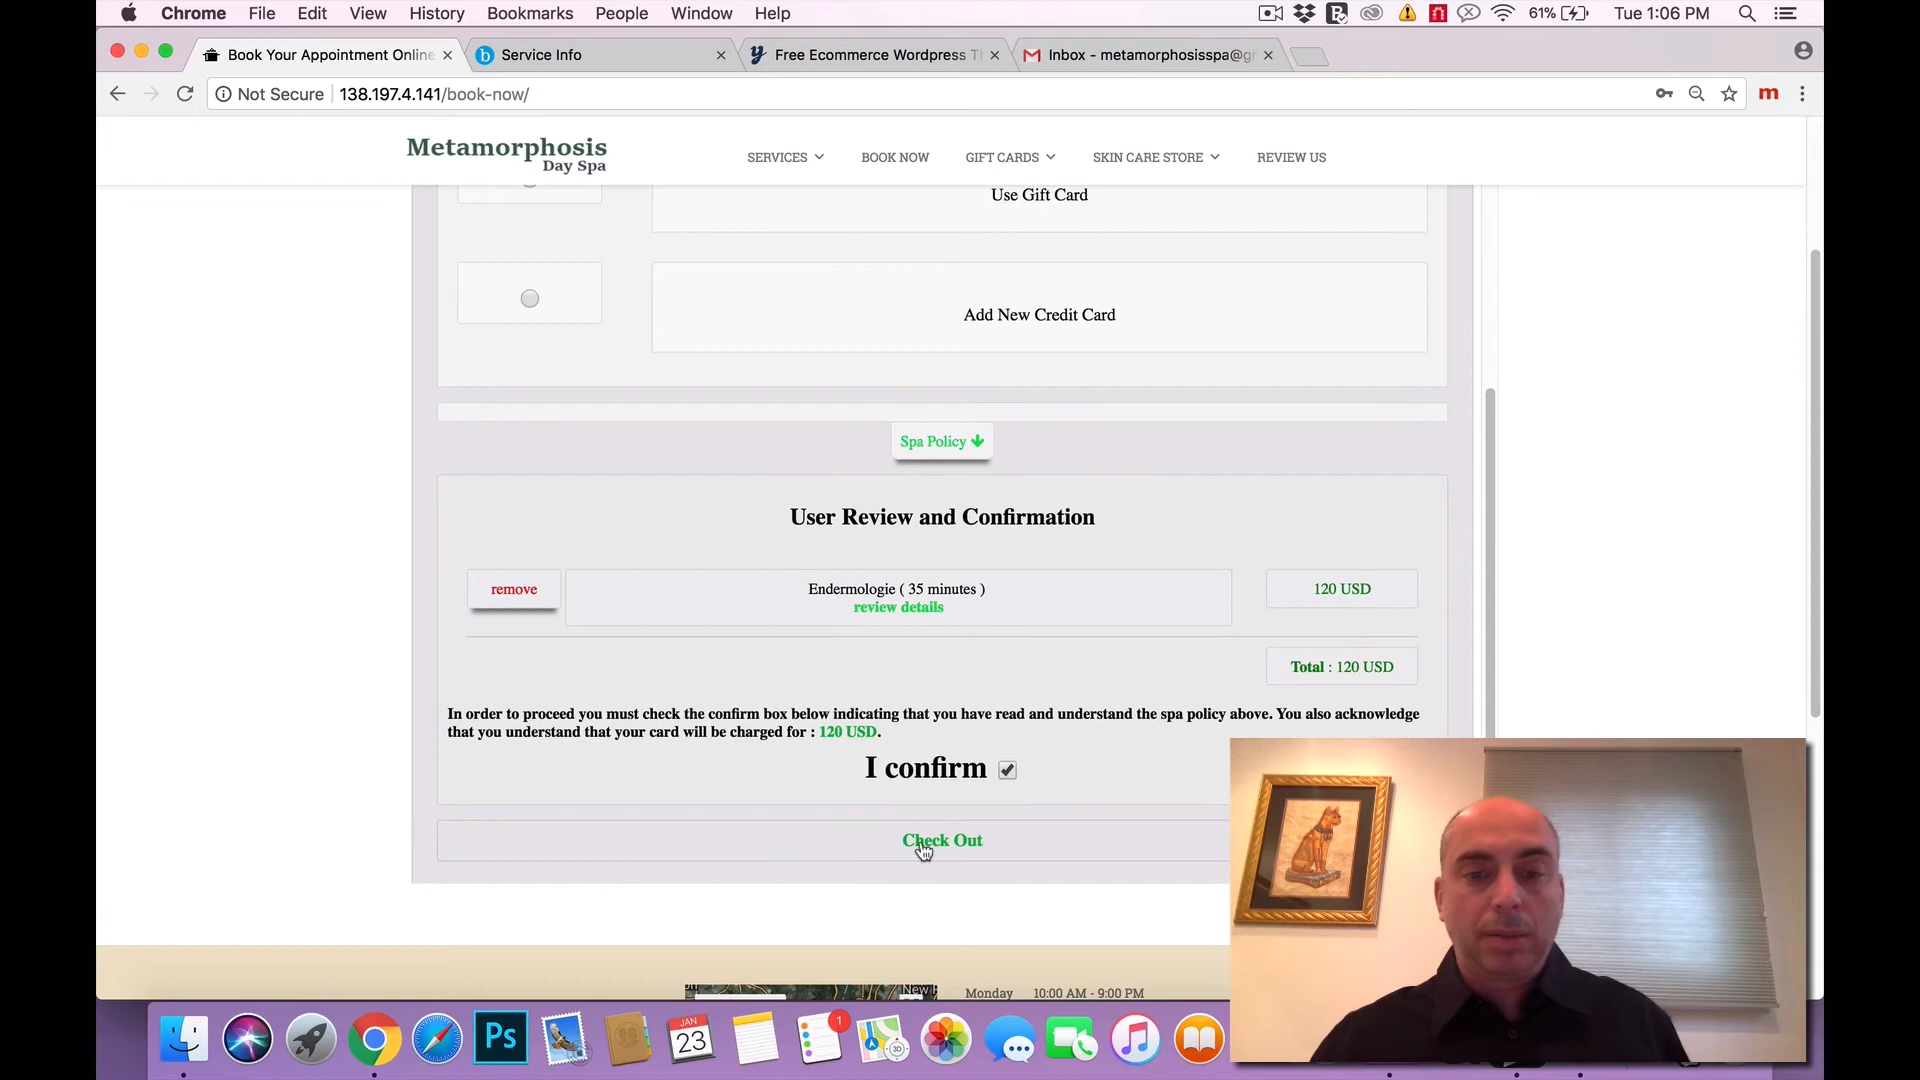 Chrome File Edit View History Bookmarks People Window Help
61% Tue 1:06 PM
Book Your Appointment Online
Service Info
Free Ecommerce Wordpress T
Inbox - metamorphosisspa@g
Not Secure 138.197.4.141/book-now/
m
Metamorphosis
Day Spa
SERVICES BOOK NOW GIFT CARDS SKIN CARE STORE REVIEW US
Use Gift Card
Add New Credit Card
Spa Policy
User Review and Confirmation
remove
Endermologie ( 35 minutes )
review details
120 USD
Total : 120 USD
In order to proceed you must check the confirm box below indicating that you have read and understand the spa policy above. You also acknowledge
that you understand that your card will be charged for : 120 USD.
I confirm
Check Out
New
Monday 10:00 AM - 9:00 PM
Ps
JAN
23
1
3D